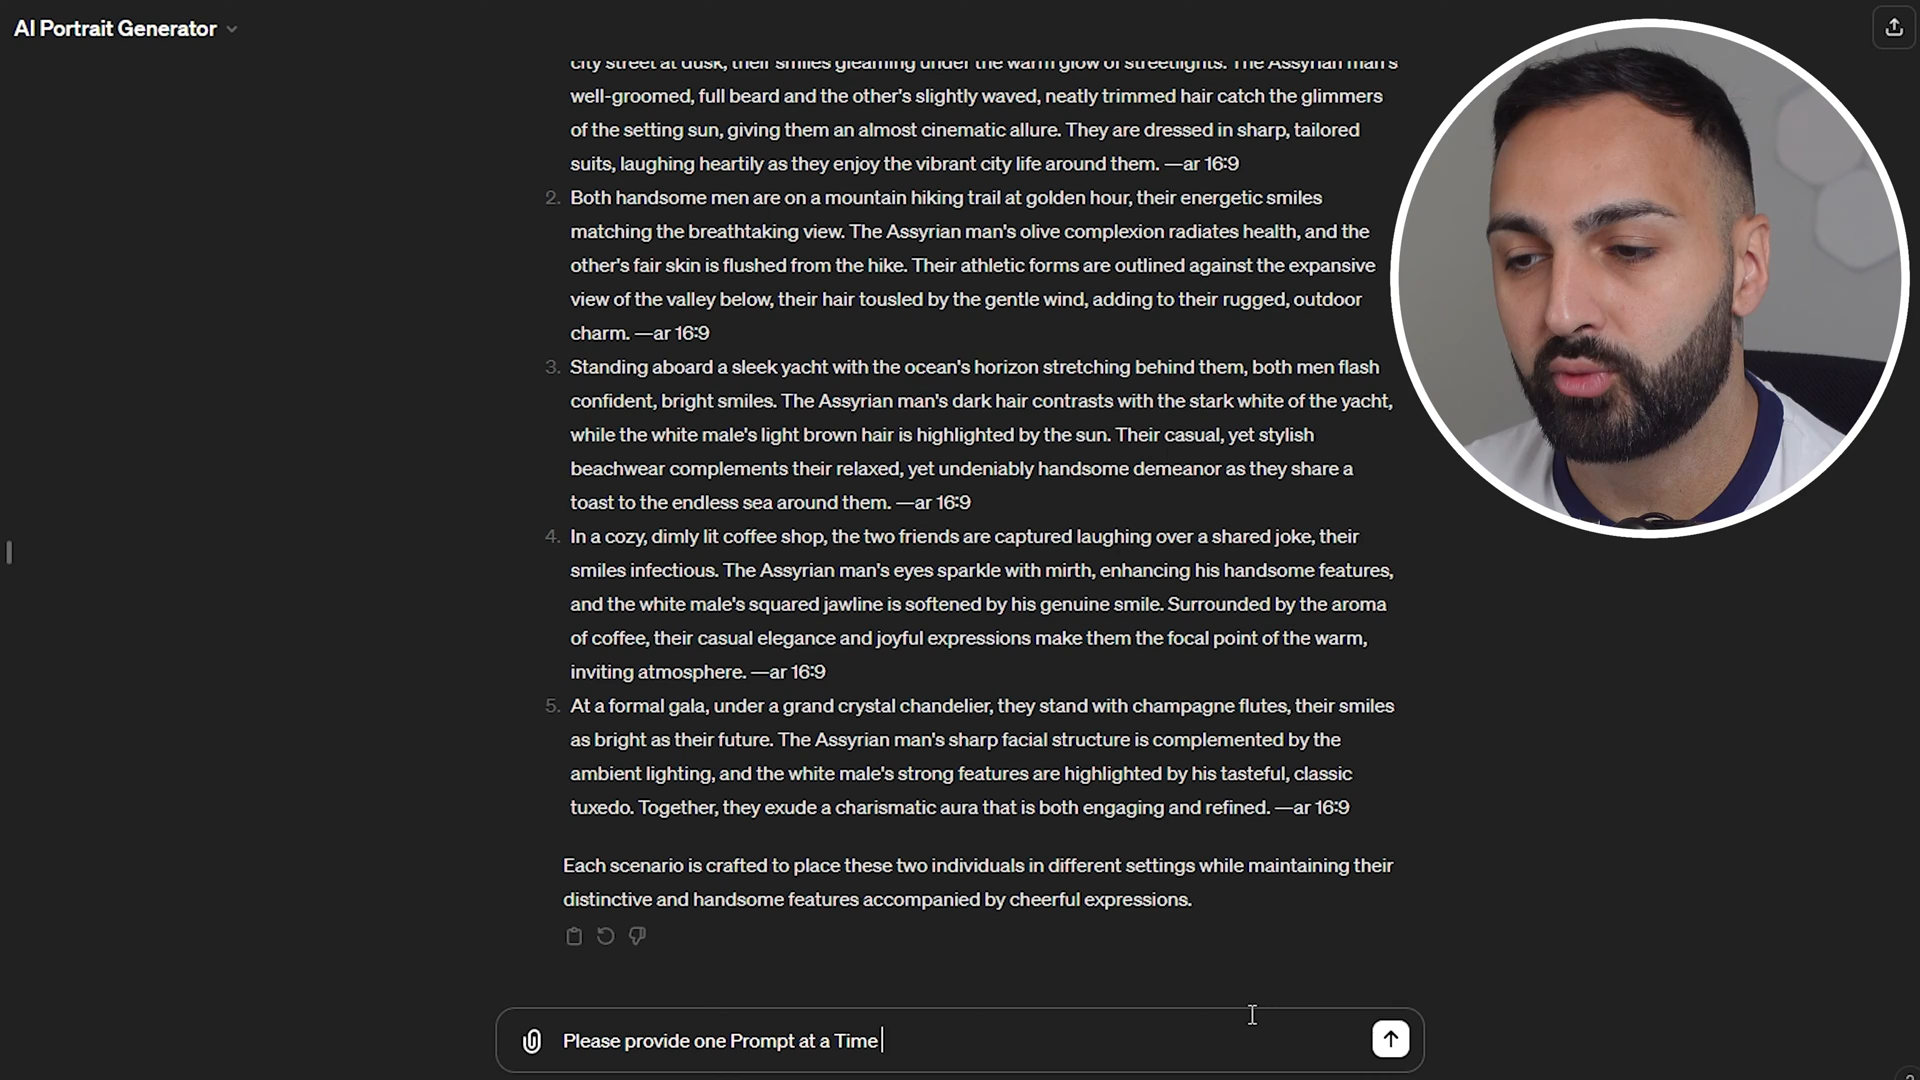 AI Portrait Generator
city street at dusk, their smiles gleaming under the warm glow of streetlights. The Assyrian man's
well-groomed, full beard and the other's slightly waved, neatly trimmed hair catch the glimmers
of the setting sun, giving them an almost cinematic allure. They are dressed in sharp, tailored
suits, laughing heartily as they enjoy the vibrant city life around them. —ar 16:9
2. Both handsome men are on a mountain hiking trail at golden hour, their energetic smiles
matching the breathtaking view. The Assyrian man's olive complexion radiates health, and the
other's fair skin is flushed from the hike. Their athletic forms are outlined against the expansive
view of the valley below, their hair tousled by the gentle wind, adding to their rugged, outdoor
charm. —ar 16:9
3. Standing aboard a sleek yacht with the ocean's horizon stretching behind them, both men flash
confident, bright smiles. The Assyrian man's dark hair contrasts with the stark white of the yacht,
while the white male's light brown hair is highlighted by the sun. Their casual, yet stylish
beachwear complements their relaxed, yet undeniably handsome demeanor as they share a
toast to the endless sea around them. —ar 16:9
4. In a cozy, dimly lit coffee shop, the two friends are captured laughing over a shared joke, their
smiles infectious. The Assyrian man's eyes sparkle with mirth, enhancing his handsome features,
and the white male's squared jawline is softened by his genuine smile. Surrounded by the aroma
of coffee, their casual elegance and joyful expressions make them the focal point of the warm,
inviting atmosphere. —ar 16:9
5. At a formal gala, under a grand crystal chandelier, they stand with champagne flutes, their smiles
as bright as their future. The Assyrian man's sharp facial structure is complemented by the
ambient lighting, and the white male's strong features are highlighted by his tasteful, classic
tuxedo. Together, they exude a charismatic aura that is both engaging and refined. —ar 16:9
Each scenario is crafted to place these two individuals in different settings while maintaining their
distinctive and handsome features accompanied by cheerful expressions.
Please provide one Prompt at a Time